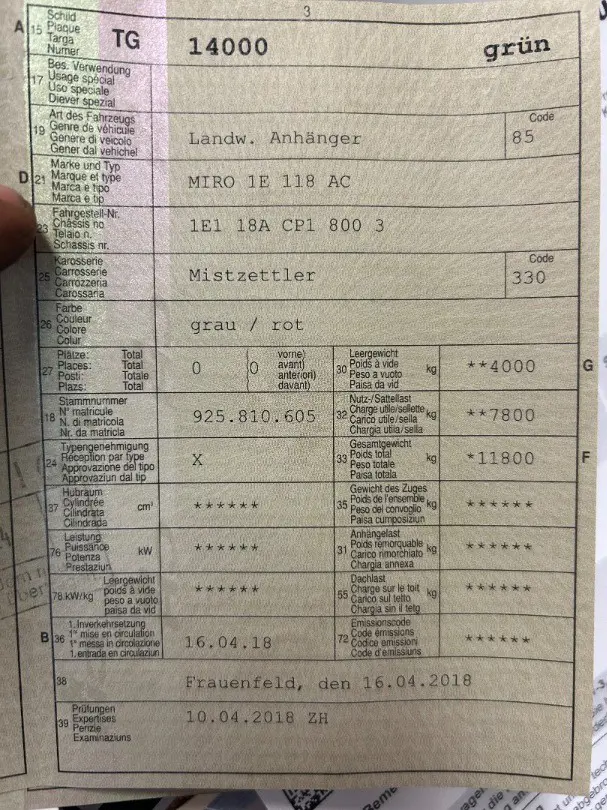 3
A 15 Schild
Plaque
Targa
Numer
TG 14000 grün
17 Bes. Verwendung
Usage spécial
Uso speciale
Diever spezial
19 Art des Fahrzeugs
Genre de véhicule
Genere di veicolo
Gener dal vehichel
Landw. Anhänger
Code
85
D 21 Marke und Typ
Marque et type
Marca e tipo
Marca e tip
MIRO 1E 118 AC
23 Fahrgestell-Nr.
Châssis no
Telaio n.
Schassis nr.
1E1 18A CP1 800 3
25 Karosserie
Carrosserie
Carrozzeria
Carossaria
Mistzettler
Code
330
26 Farbe
Couleur
Colore
Colur
grau / rot
27 Plätze: Total
Places: Total
Posti: Totale
Plazs: Total
0 ( 0 vorne)
avant)
anteriori)
davant)
30 Leergewicht
Poids à vide
Peso a vuoto
Paisa da vid
kg **4000 G
18 Stammnummer
N° matricule
N. di matricola
Nr. da matricla
925.810.605
32 Nutz-/Sattellast
Charge utile/sellette
Carico utile/sella
Chargia utila/sella
kg **7800
24 Typengenehmigung
Réception par type
Approvazione del tipo
Approvaziun dal tip
X
33 Gesamtgewicht
Poids total
Peso totale
Paisa totala
kg *11800 F
37 Hubraum
Cylindrée
Cilindrata
Cilindrada
cm³ ******
35 Gewicht des Zuges
Poids de l'ensemble
Peso del convoglio
Paisa cumposiziun
kg ******
76 Leistung
Puissance
Potenza
Prestaziun
kW ******
31 Anhängelast
Poids remorquable
Carico rimorchiato
Chargia annexa
kg ******
78 kW/kg Leergewicht
poids à vide
peso a vuoto
paisa da vid
******
55 Dachlast
Charge sur le toit
Carico sul tetto
Chargia sin il tetg
kg ******
B 36 1. Inverkehrsetzung
1re mise en circulation
1a messa in circolazione
1. entrada en circulaziun
16.04.18
72 Emissionscode
Code émissions
Codice emissioni
Code d'emissiuns
******
38 Frauenfeld, den 16.04.2018
39 Prüfungen
Expertises
Perizie
Examinaziuns
10.04.2018 ZH